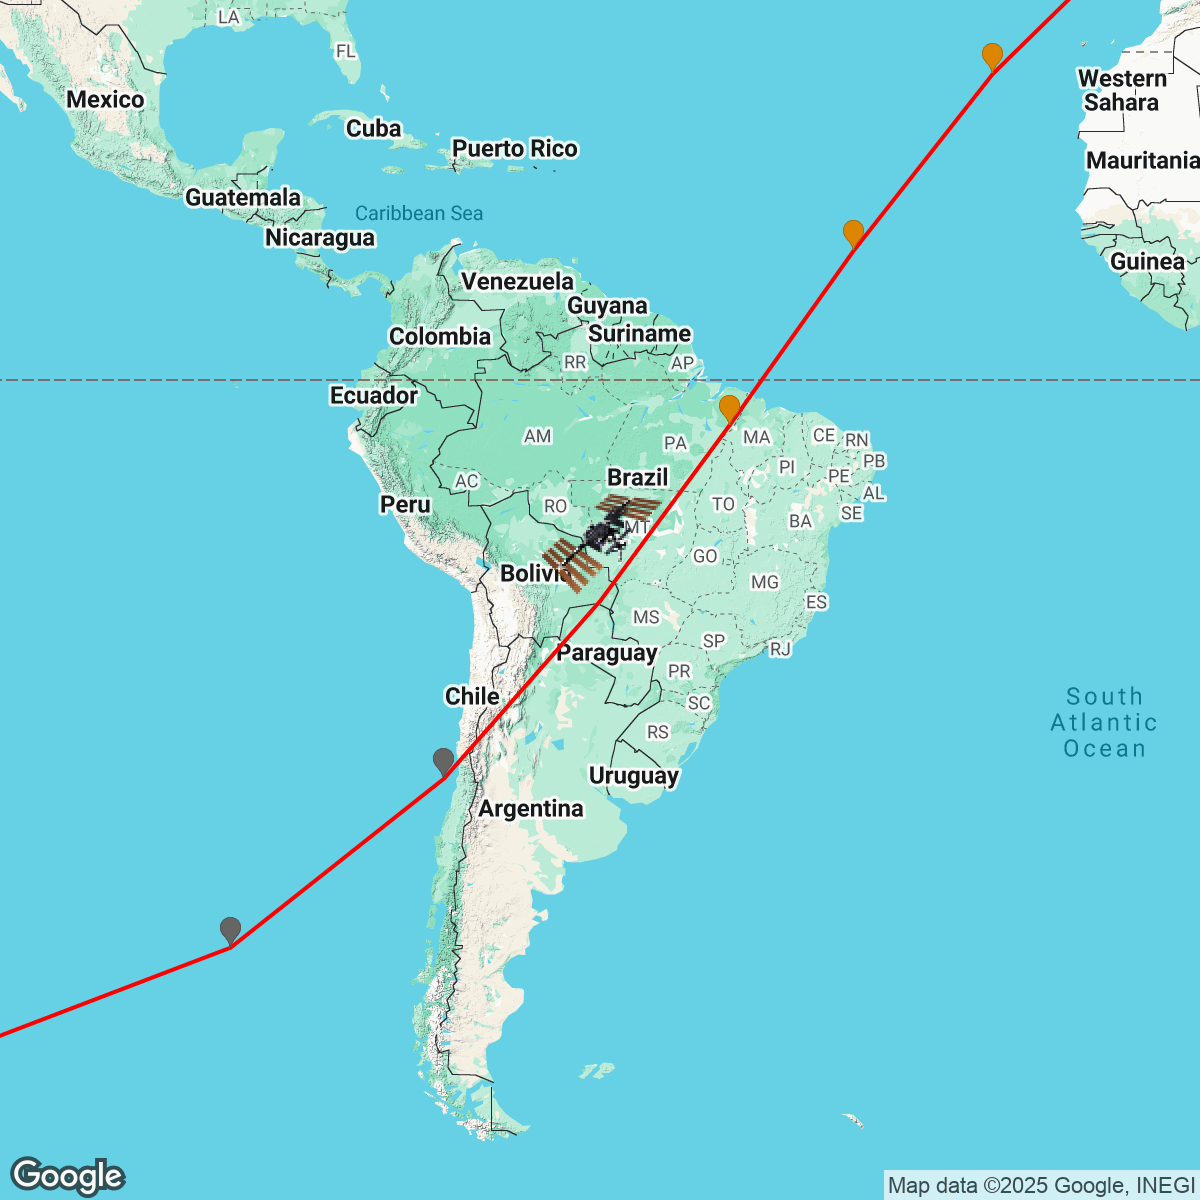 LA
FL
Mexico
Western
Sahara
Cuba
Puerto Rico
Mauritania
Guatemala
Caribbean Sea
Nicaragua
Guinea
Venezuela
Guyana
Colombia
Suriname
RR
AP
Ecuador
AM
PA
MA
CE
RN
PI
PB
Brazil
PE
AC
AL
Peru
RO
TO
SE
MT
BA
GO
Bolivi
MG
ES
MS
SP
RJ
Paraguay
PR
Chile
SC
South
Atlantic
Ocean
RS
Uruguay
Argentina
Google
Map data ©2025 Google, INEGI